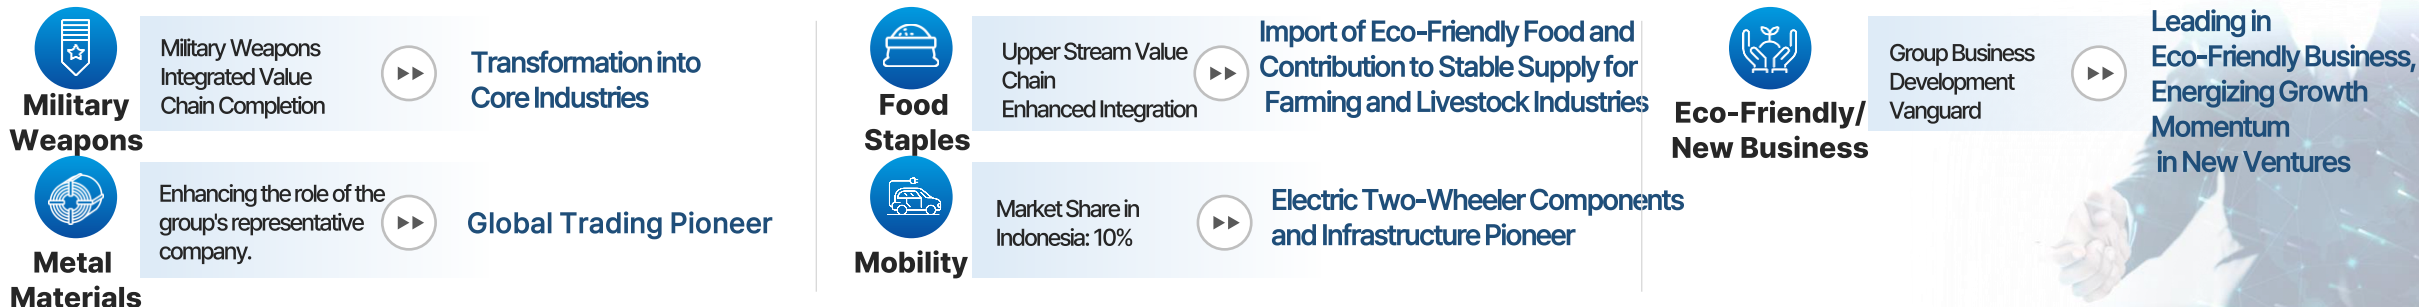 Military
Weapons
Military Weapons
Integrated Value
Chain Completion
Transformation into
Core Industries
Metal
Materials
Enhancing the role of the
group's representative
company.
Global Trading Pioneer
Food
Staples
Upper Stream Value
Chain
Enhanced Integration
Import of Eco-Friendly Food and
Contribution to Stable Supply for
Farming and Livestock Industries
Mobility
Market Share in
Indonesia: 10%
Electric Two-Wheeler Components
and Infrastructure Pioneer
Eco-Friendly/
New Business
Group Business
Development
Vanguard
Leading in
Eco-Friendly Business,
Energizing Growth
Momentum
in New Ventures